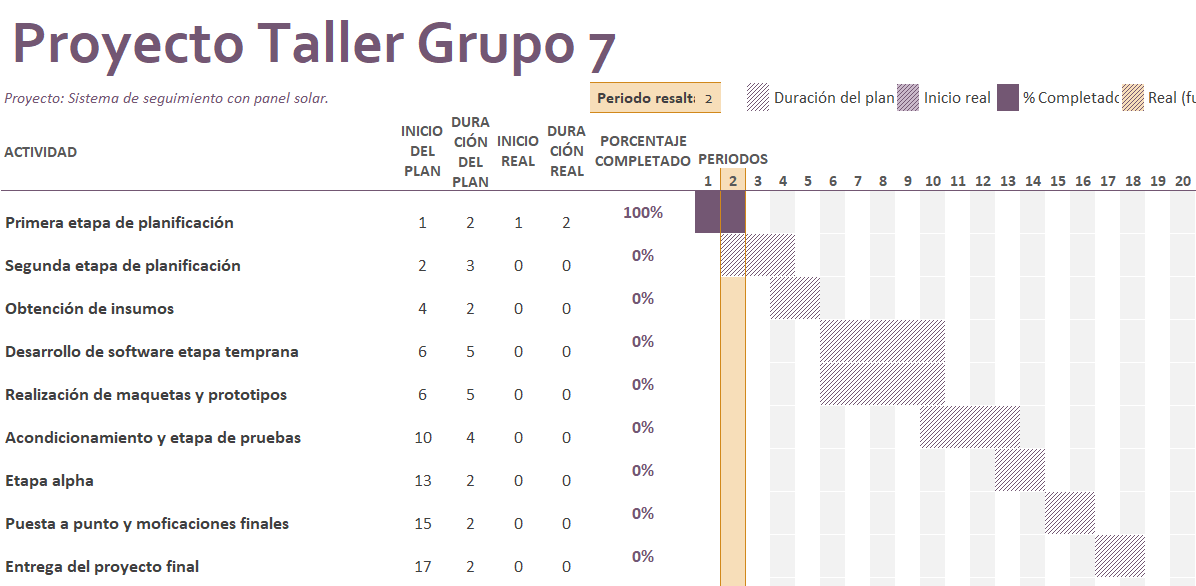 Proyecto Taller Grupo 7
Proyecto: Sistema de seguimiento con panel solar.
Periodo resalta 2 Duración del plan Inicio real % Completado Real (fu
ACTIVIDAD INICIO DEL PLAN DURACIÓN DEL PLAN INICIO REAL DURACIÓN REAL PORCENTAJE COMPLETADO PERIODOS
1 2 3 4 5 6 7 8 9 10 11 12 13 14 15 16 17 18 19 20
Primera etapa de planificación 1 2 1 2 100%
Segunda etapa de planificación 2 3 0 0 0%
Obtención de insumos 4 2 0 0 0%
Desarrollo de software etapa temprana 6 5 0 0 0%
Realización de maquetas y prototipos 6 5 0 0 0%
Acondicionamiento y etapa de pruebas 10 4 0 0 0%
Etapa alpha 13 2 0 0 0%
Puesta a punto y moficaciones finales 15 2 0 0 0%
Entrega del proyecto final 17 2 0 0 0%